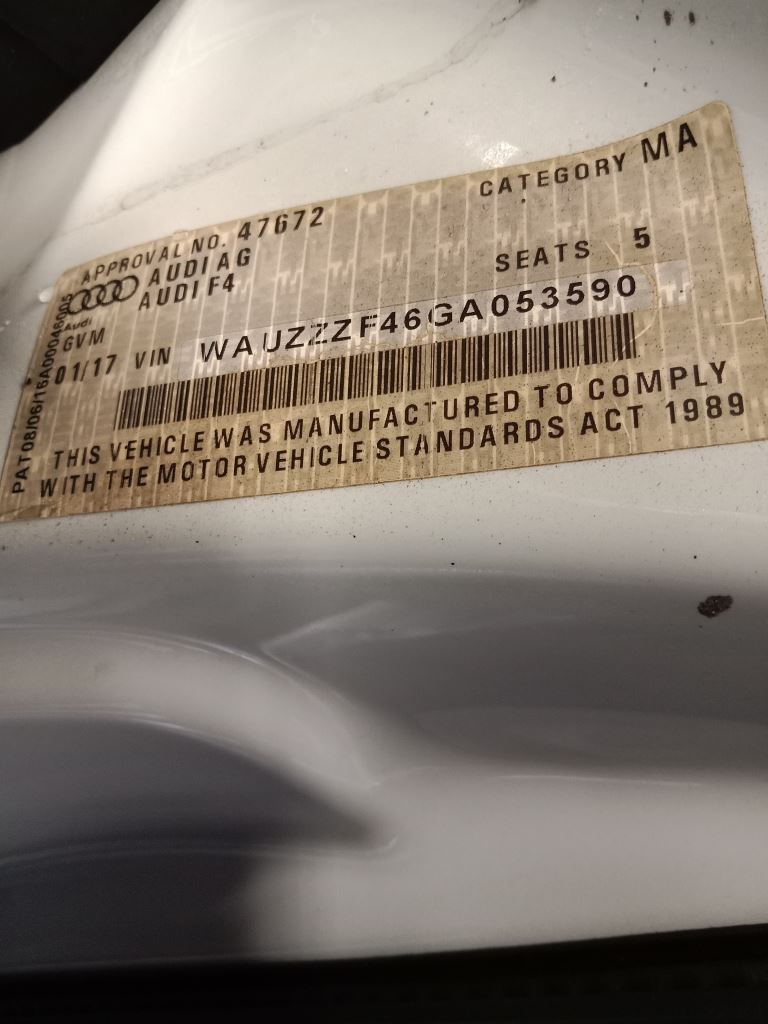 APPROVAL NO. 47672
CATEGORY MA
AUDI AG
AUDI F4
SEATS 5
Audi
GVM
01/17 VIN WAUZZZF46GA053590
THIS VEHICLE WAS MANUFACTURED TO COMPLY
WITH THE MOTOR VEHICLE STANDARDS ACT 1989